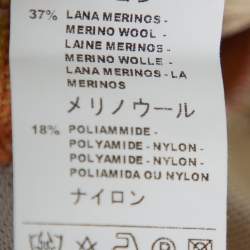 37% LANA MERINOS -
MERINO WOOL -
LAINE MERINOS -
MERINO WOLLE -
LANA MERINOS - LA
MERINOS
メリノウール
18% POLIAMMIDE -
POLYAMIDE - NYLON -
POLYAMIDE - NYLON -
POLIAMIDA OU NYLON
ナイロン